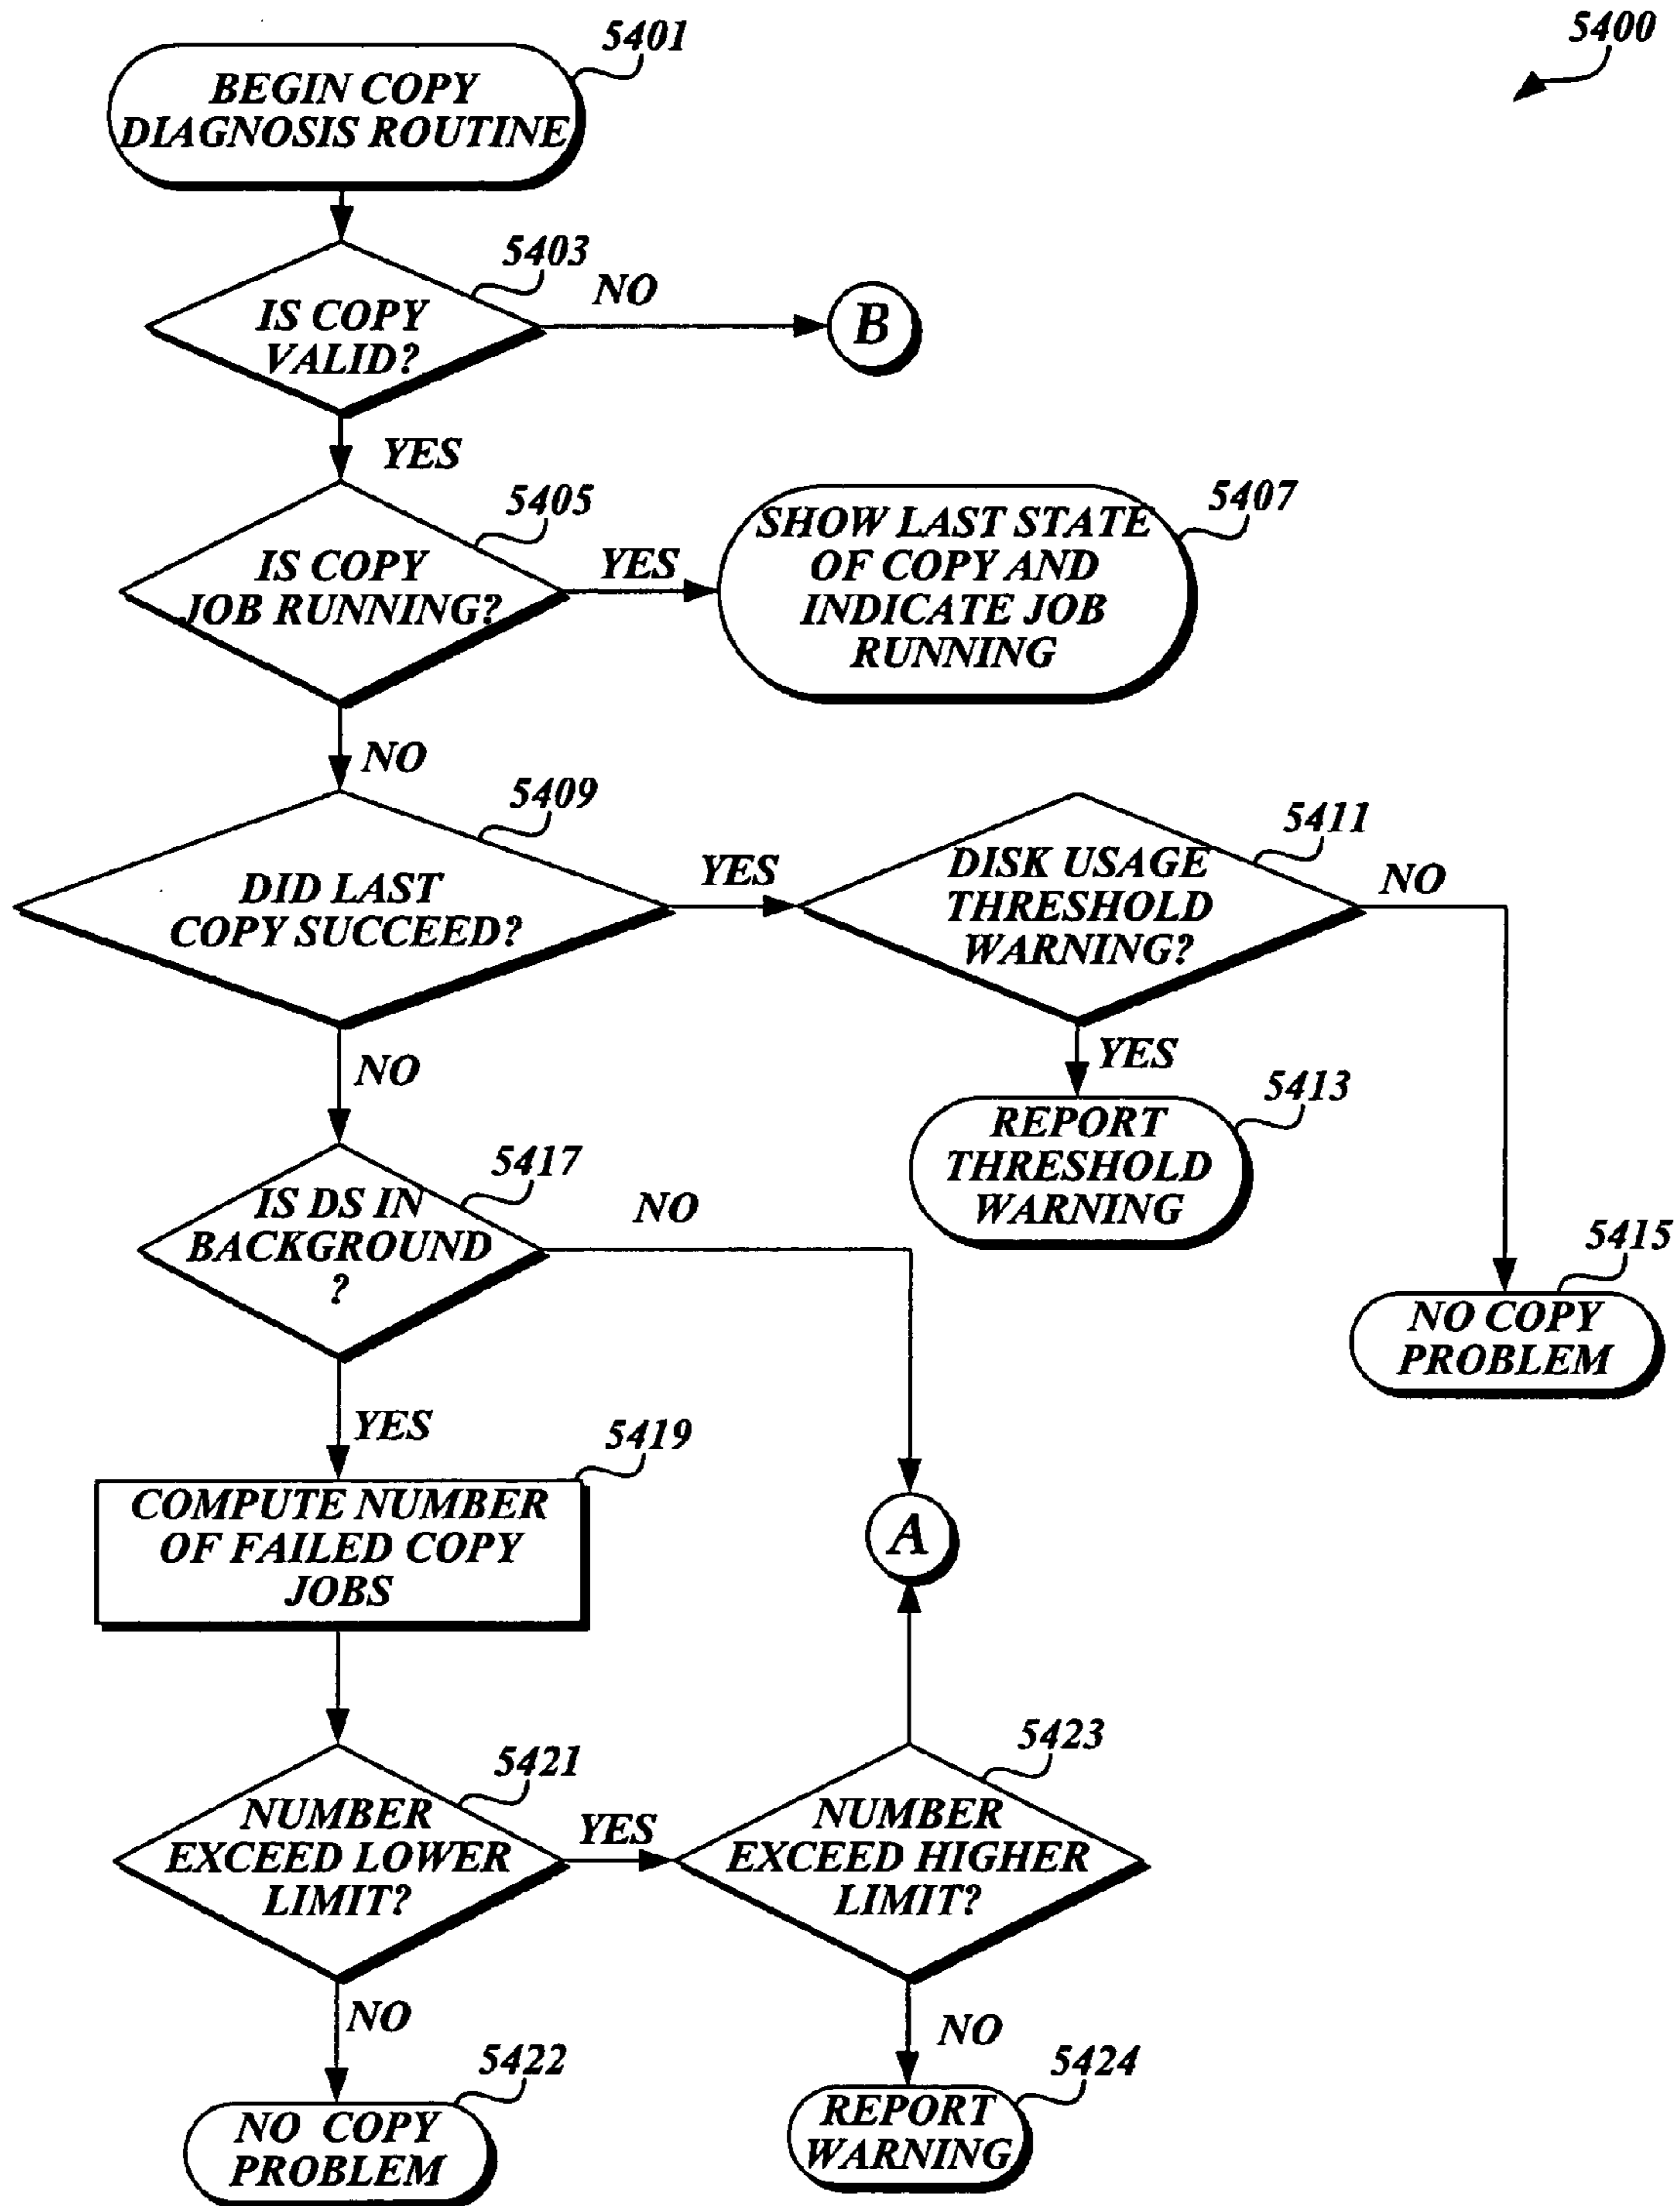 5400
5401
BEGIN COPY
DIAGNOSIS ROUTINE
5403
IS COPY
VALID?
NO
B
YES
5405
IS COPY
JOB RUNNING?
YES
5407
SHOW LAST STATE
OF COPY AND
INDICATE JOB
RUNNING
NO
5409
DID LAST
COPY SUCCEED?
YES
5411
DISK USAGE
THRESHOLD
WARNING?
NO
YES
5413
REPORT
THRESHOLD
WARNING
5415
NO COPY
PROBLEM
NO
5417
IS DS IN
BACKGROUND
?
NO
A
YES
5419
COMPUTE NUMBER
OF FAILED COPY
JOBS
5421
NUMBER
EXCEED LOWER
LIMIT?
YES
5423
NUMBER
EXCEED HIGHER
LIMIT?
NO
5422
NO COPY
PROBLEM
NO
5424
REPORT
WARNING